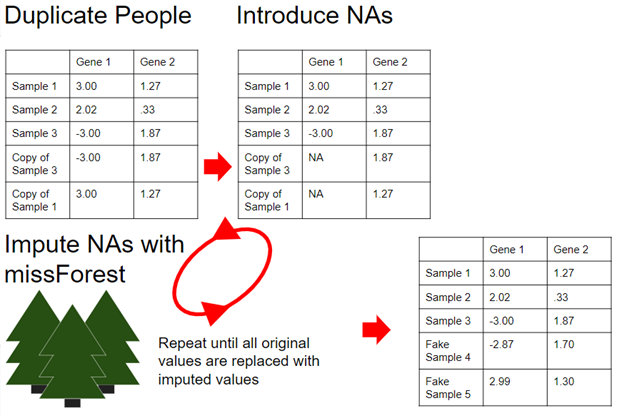 Duplicate People
Introduce NAs
Gene 1 Gene 2
Sample 1 3.00 1.27
Sample 2 2.02 .33
Sample 3 -3.00 1.87
Copy of -3.00 1.87
Sample 3
Copy of 3.00 1.27
Sample 1
Gene 1 Gene 2
Sample 1 3.00 1.27
Sample 2 2.02 .33
Sample 3 -3.00 1.87
Copy of NA 1.87
Sample 3
Copy of NA 1.27
Sample 1
Impute NAs with
missForest
Repeat until all original
values are replaced with
imputed values
Gene 1 Gene 2
Sample 1 3.00 1.27
Sample 2 2.02 .33
Sample 3 -3.00 1.87
Fake -2.87 1.70
Sample 4
Fake 2.99 1.30
Sample 5